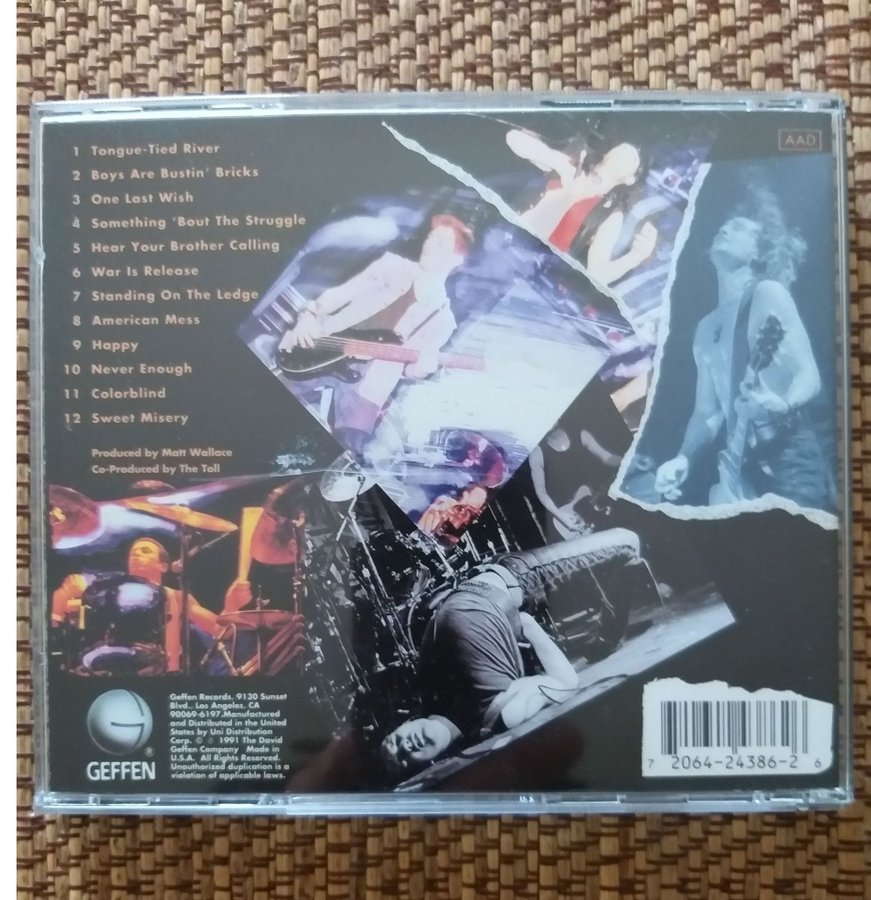 AAD
1 Tongue-Tied River
2 Boys Are Bustin' Bricks
3 One Last Wish
4 Something 'Bout The Struggle
5 Hear Your Brother Calling
6 War Is Release
7 Standing On The Ledge
8 American Mess
9 Happy
10 Never Enough
11 Colorblind
12 Sweet Misery
Produced by Matt Wallace
Co-Produced by The Toll
Geffen Records, 9130 Sunset
Blvd., Los Angeles, CA
90069-6197.Manufactured
and Distributed in the United
States by Uni Distribution
Corp. © ℗ 1991 The David
Geffen Company Made in
U.S.A. All Rights Reserved.
Unauthorized duplication is a
violation of applicable laws.
®
GEFFEN
7 2064-24386-2 6